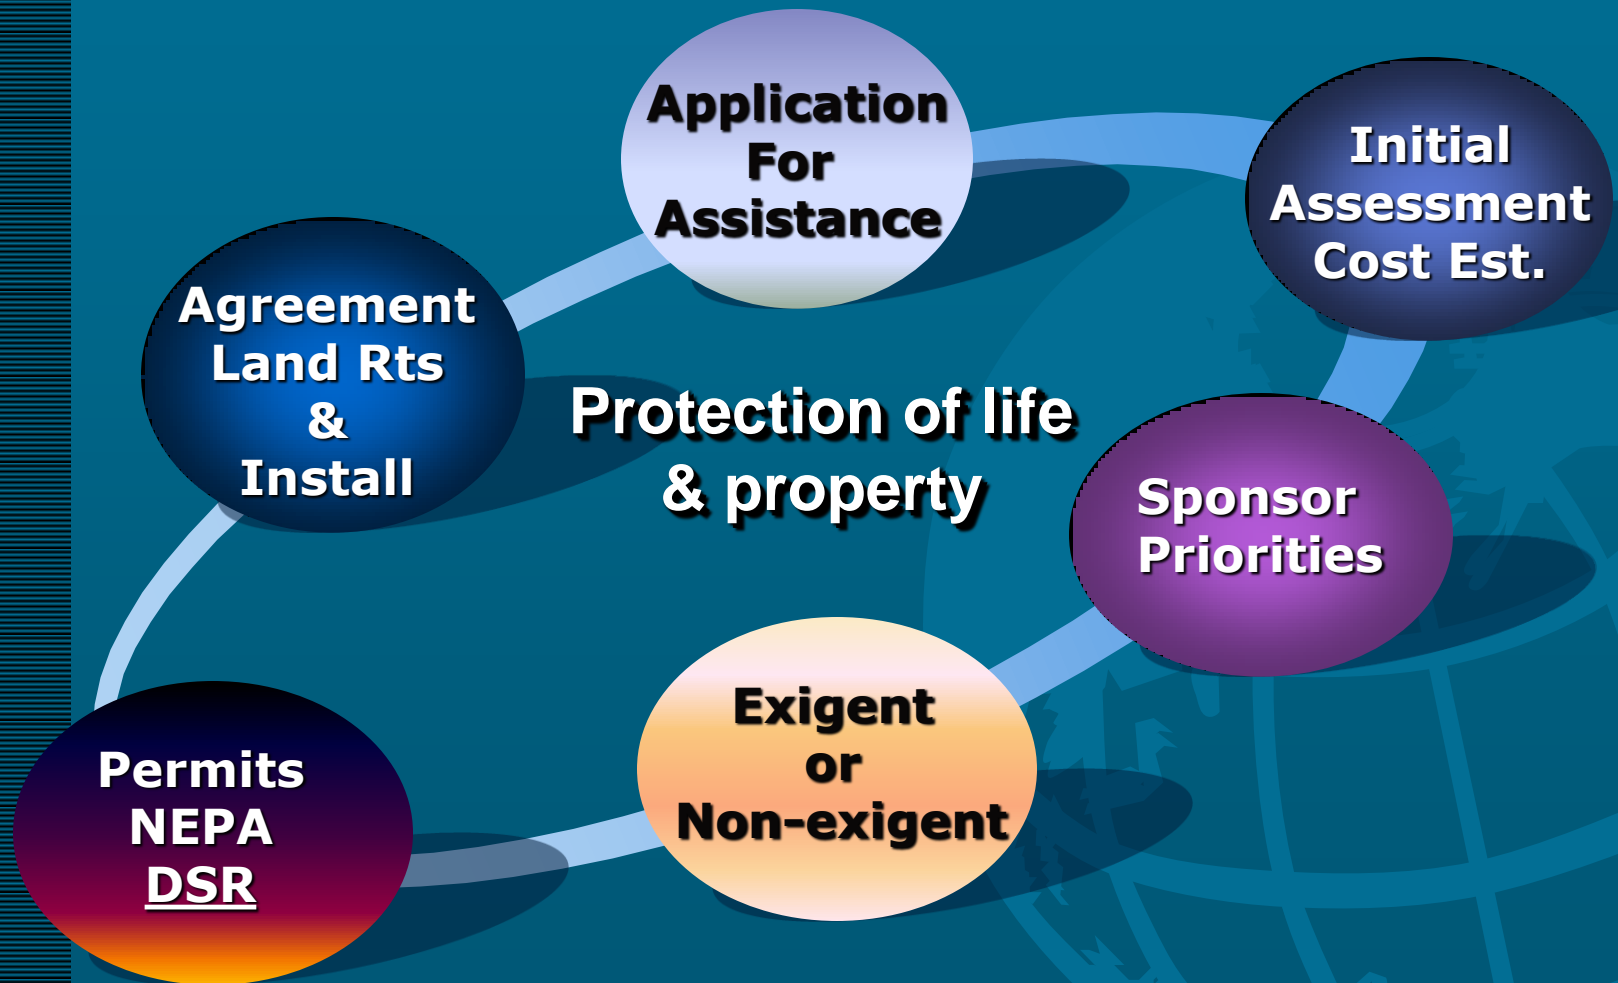 Application
For
Assistance
Initial
Assessment
Cost Est.
Sponsor
Priorities
Exigent
or
Non-exigent
Permits
NEPA
DSR
Agreement
Land Rts
&
Install
Protection of life
& property